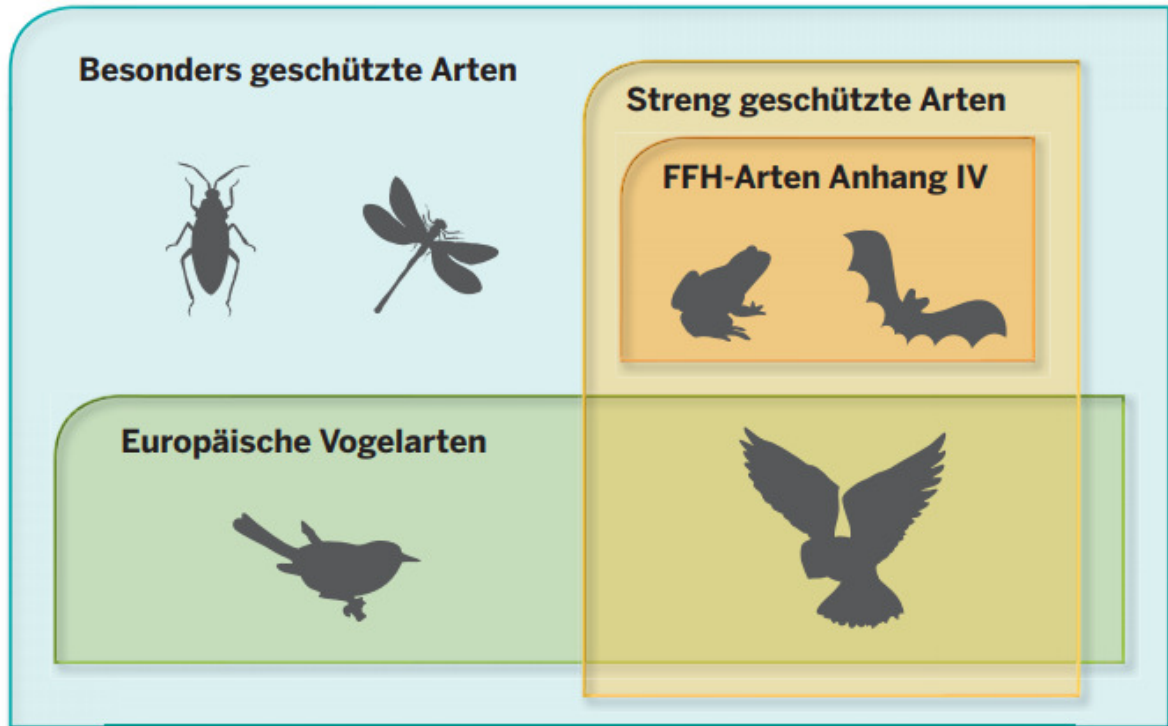 Besonders geschützte Arten
Streng geschützte Arten
FFH-Arten Anhang IV
Europäische Vogelarten